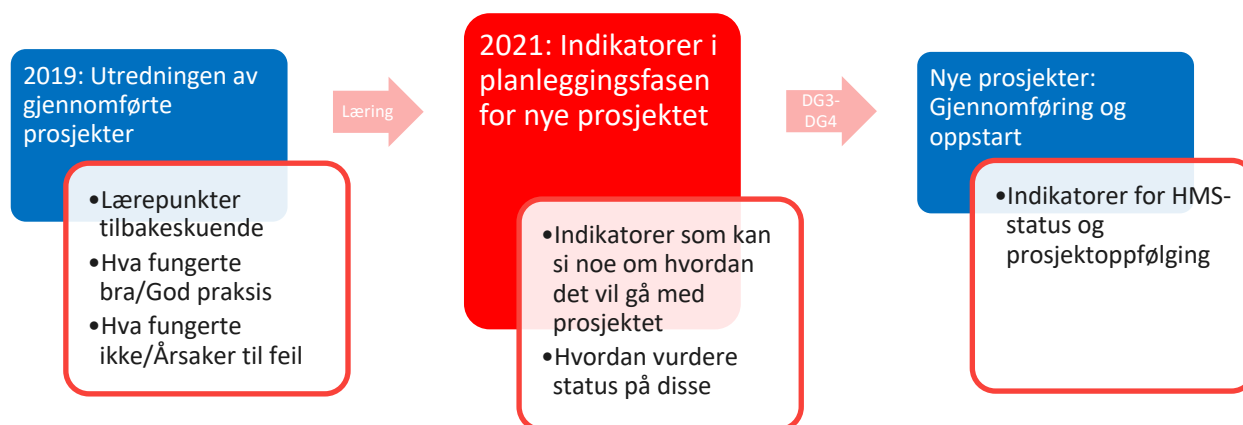 2019: Utredningen av
gjennomførte
prosjekter
•Lærepunkter
tilbakeskuende
•Hva fungerte
bra/God praksis
•Hva fungerte
ikke/Årsaker til feil
Læring
2021: Indikatorer i
planleggingsfasen
for nye prosjektet
•Indikatorer som kan
si noe om hvordan
det vil gå med
prosjektet
•Hvordan vurdere
status på disse
DG3-
DG4
Nye prosjekter:
Gjennomføring og
oppstart
•Indikatorer for HMS-
status og
prosjektoppfølging